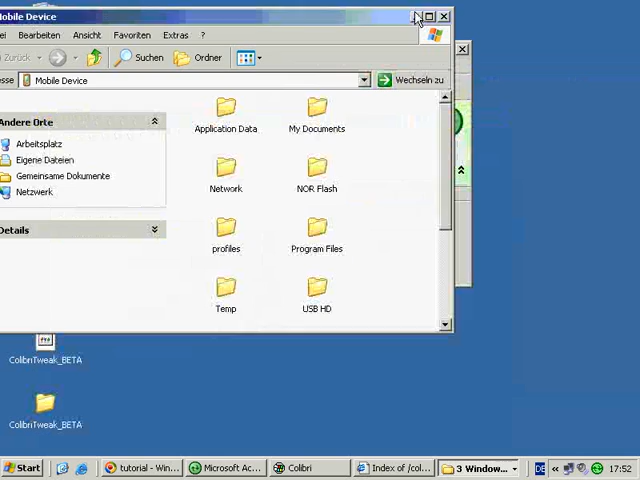 Mobile Device
ei Bearbeiten Ansicht Favoriten Extras ?
Zurück Suchen Ordner
esse Mobile Device Wechseln zu
Andere Orte
Arbeitsplatz
Eigene Dateien
Gemeinsame Dokumente
Netzwerk
Details
Application Data My Documents
Network NOR Flash
profiles Program Files
Temp USB HD
ColibriTweak_BETA
ColibriTweak_BETA
Start tutorial - Win... Microsoft Ac... Colibri Index of /col... 3 Window... DE « 17:52